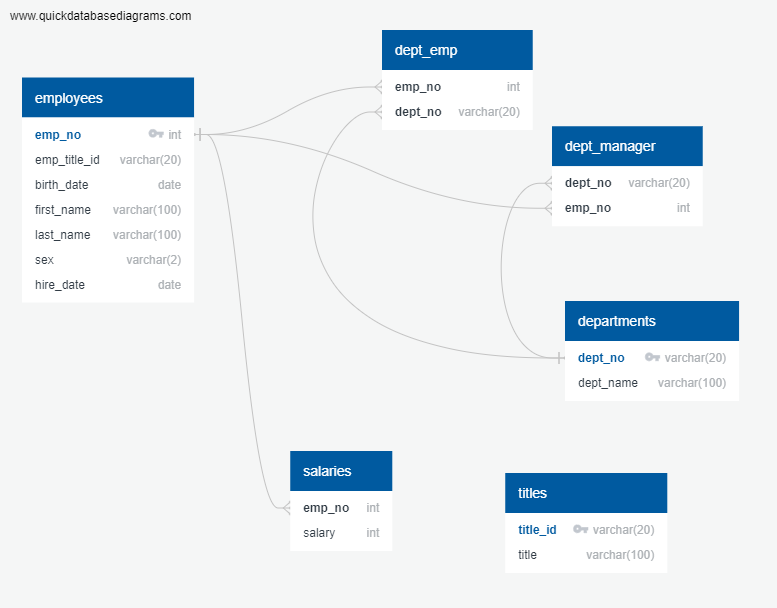 www.quickdatabasediagrams.com
employees
emp_no int
emp_title_id varchar(20)
birth_date date
first_name varchar(100)
last_name varchar(100)
sex varchar(2)
hire_date date
dept_emp
emp_no int
dept_no varchar(20)
dept_manager
dept_no varchar(20)
emp_no int
departments
dept_no varchar(20)
dept_name varchar(100)
salaries
emp_no int
salary int
titles
title_id varchar(20)
title varchar(100)